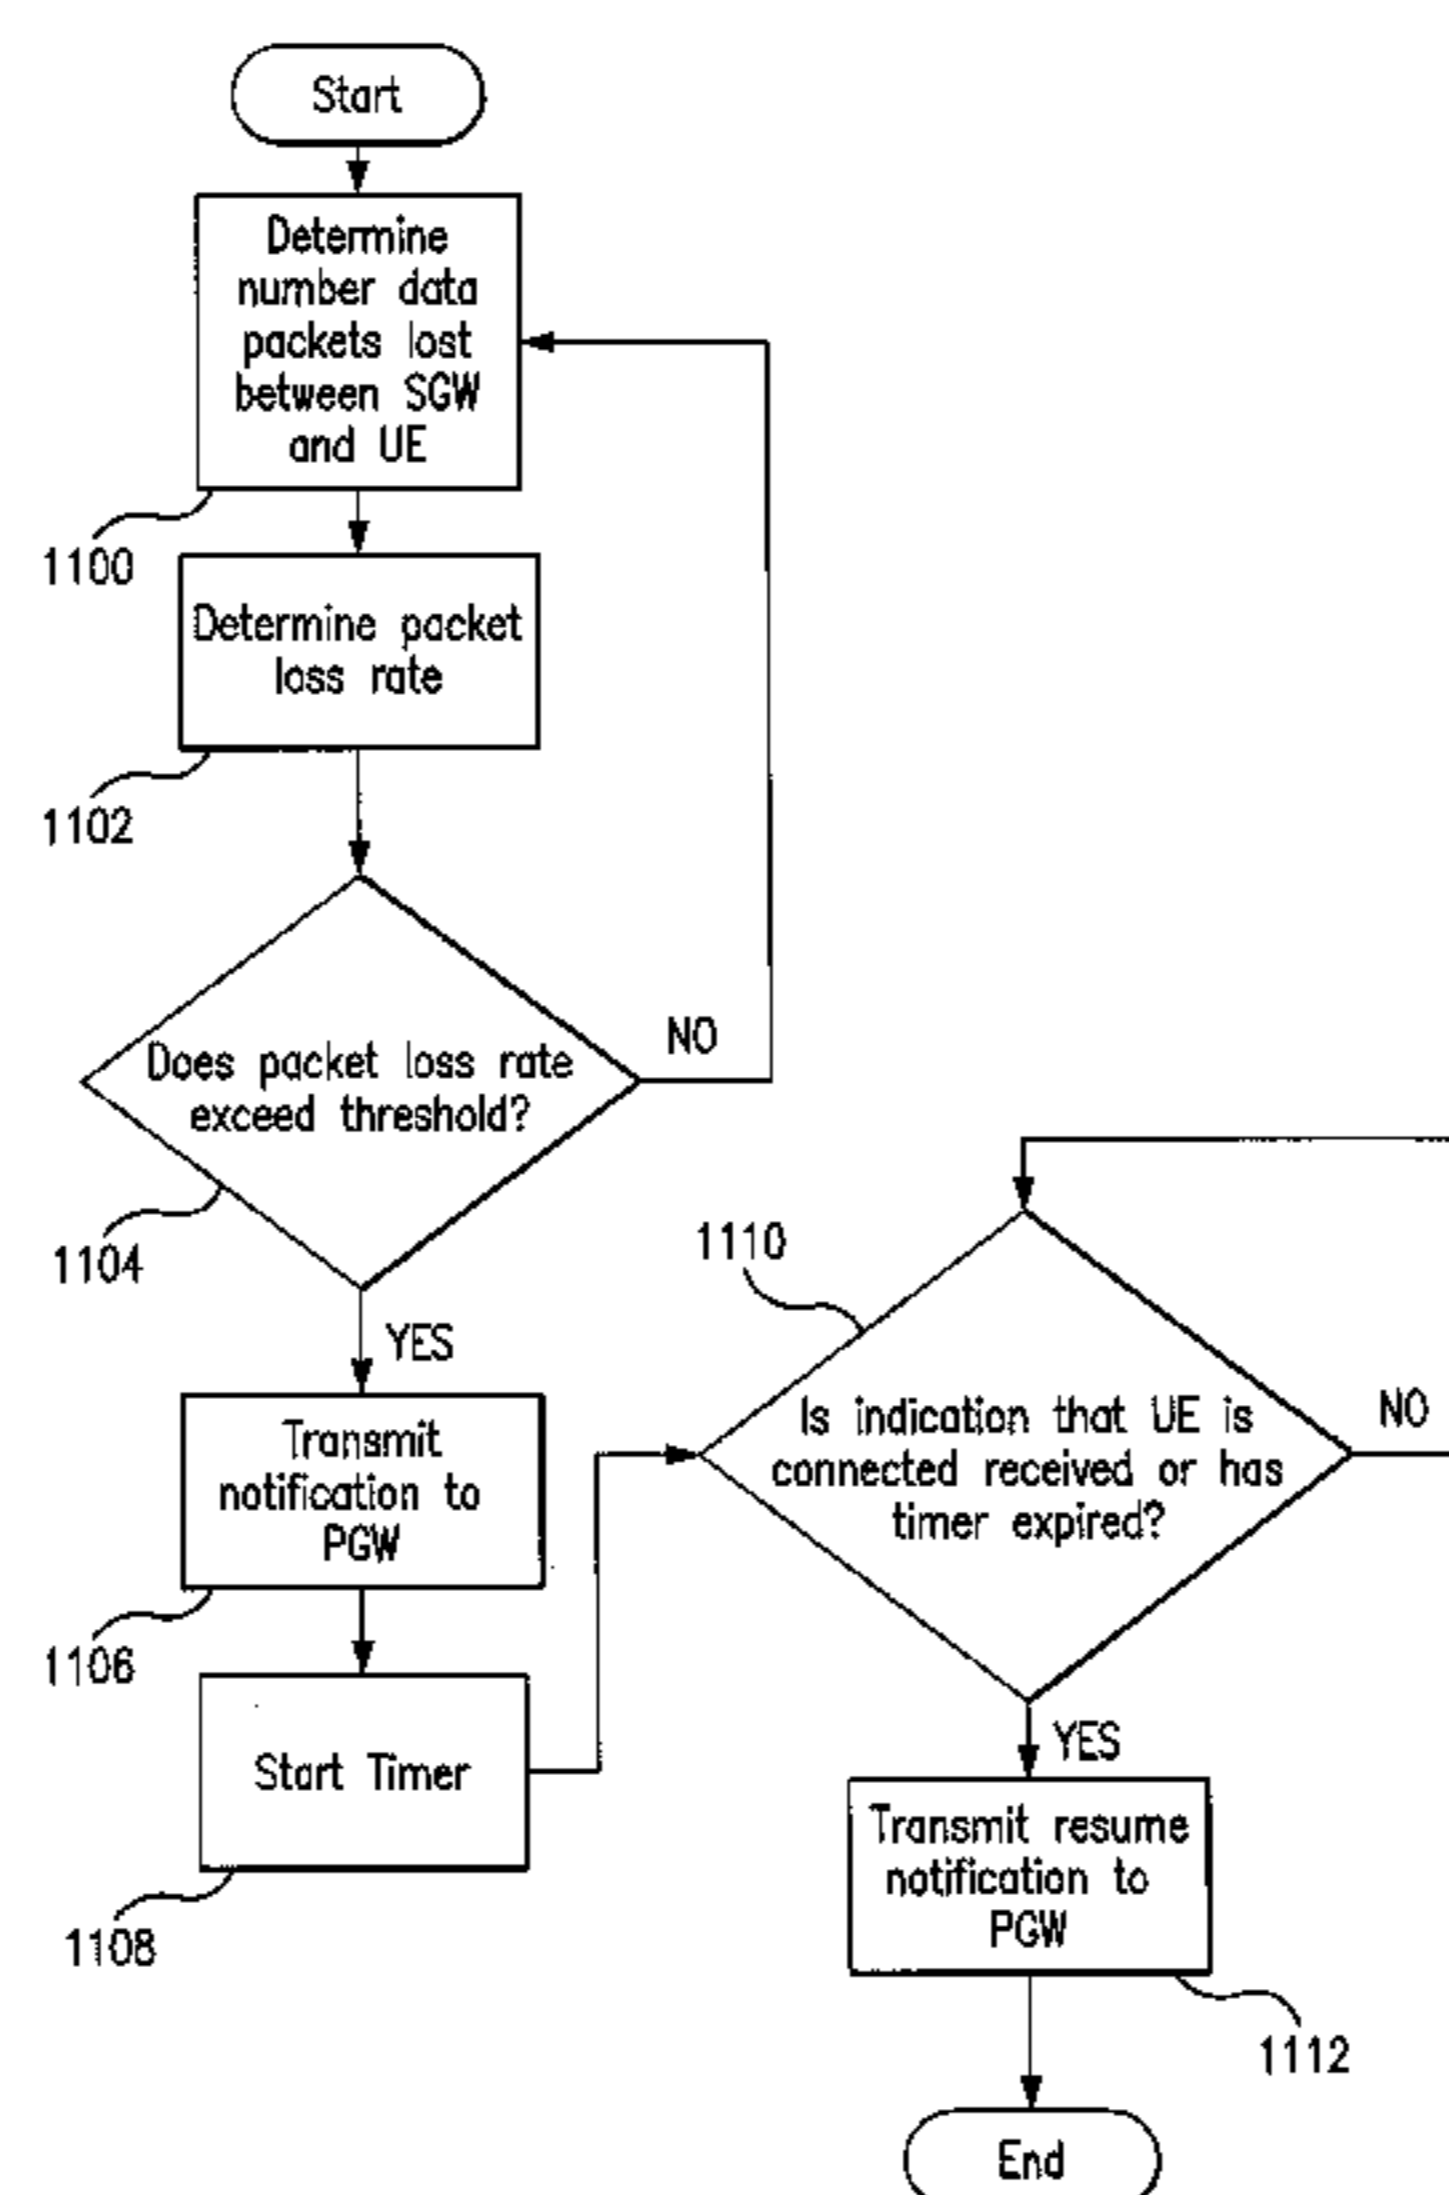 Start
Determine
number data
packets lost
between SGW
and UE
1100
Determine packet
loss rate
1102
Does packet loss rate
exceed threshold?
NO
1104
YES
Transmit
notification to
PGW
1106
Start Timer
1108
1110
Is indication that UE is
connected received or has
timer expired?
NO
YES
Transmit resume
notification to
PGW
1112
End